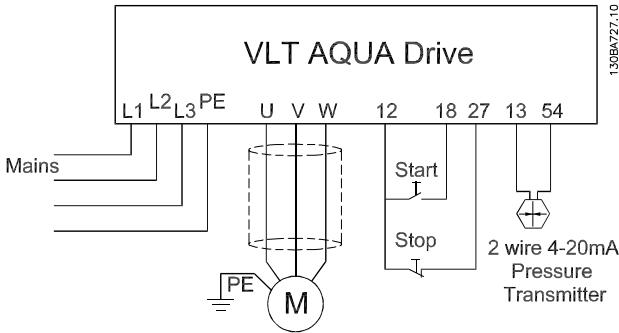 VLT AQUA Drive
130BA727.10
L1 L2 L3 PE U V W 12 18 27 13 54
Mains
Start
Stop
2 wire 4-20mA
Pressure
Transmitter
PE
M